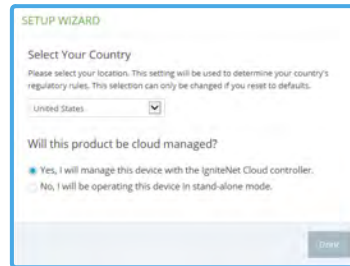 SETUP WIZARD
Select Your Country
Please select your location. This setting will be used to determine your country's
regulatory rules. This selection can only be changed if you reset to defaults.
United States
Will this product be cloud managed?
Yes, I will manage this device with the IgniteNet Cloud controller.
No, I will be operating this device in stand-alone mode.
Done